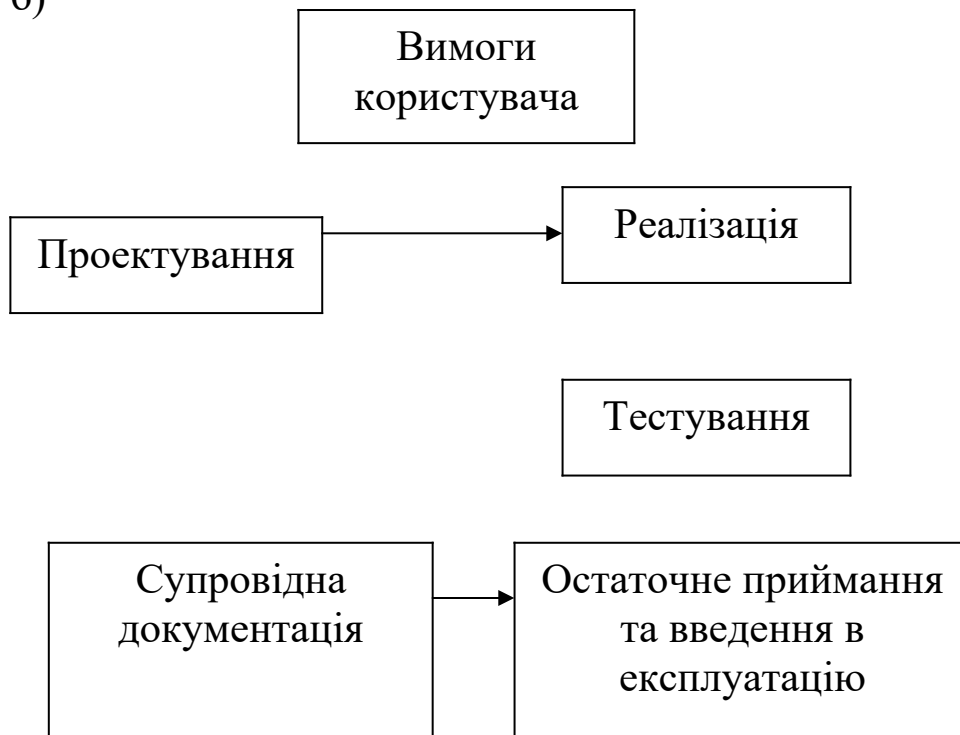 б)
Вимоги
користувача
Проектування
Реалізація
Тестування
Супровідна
документація
Остаточне приймання
та введення в
експлуатацію